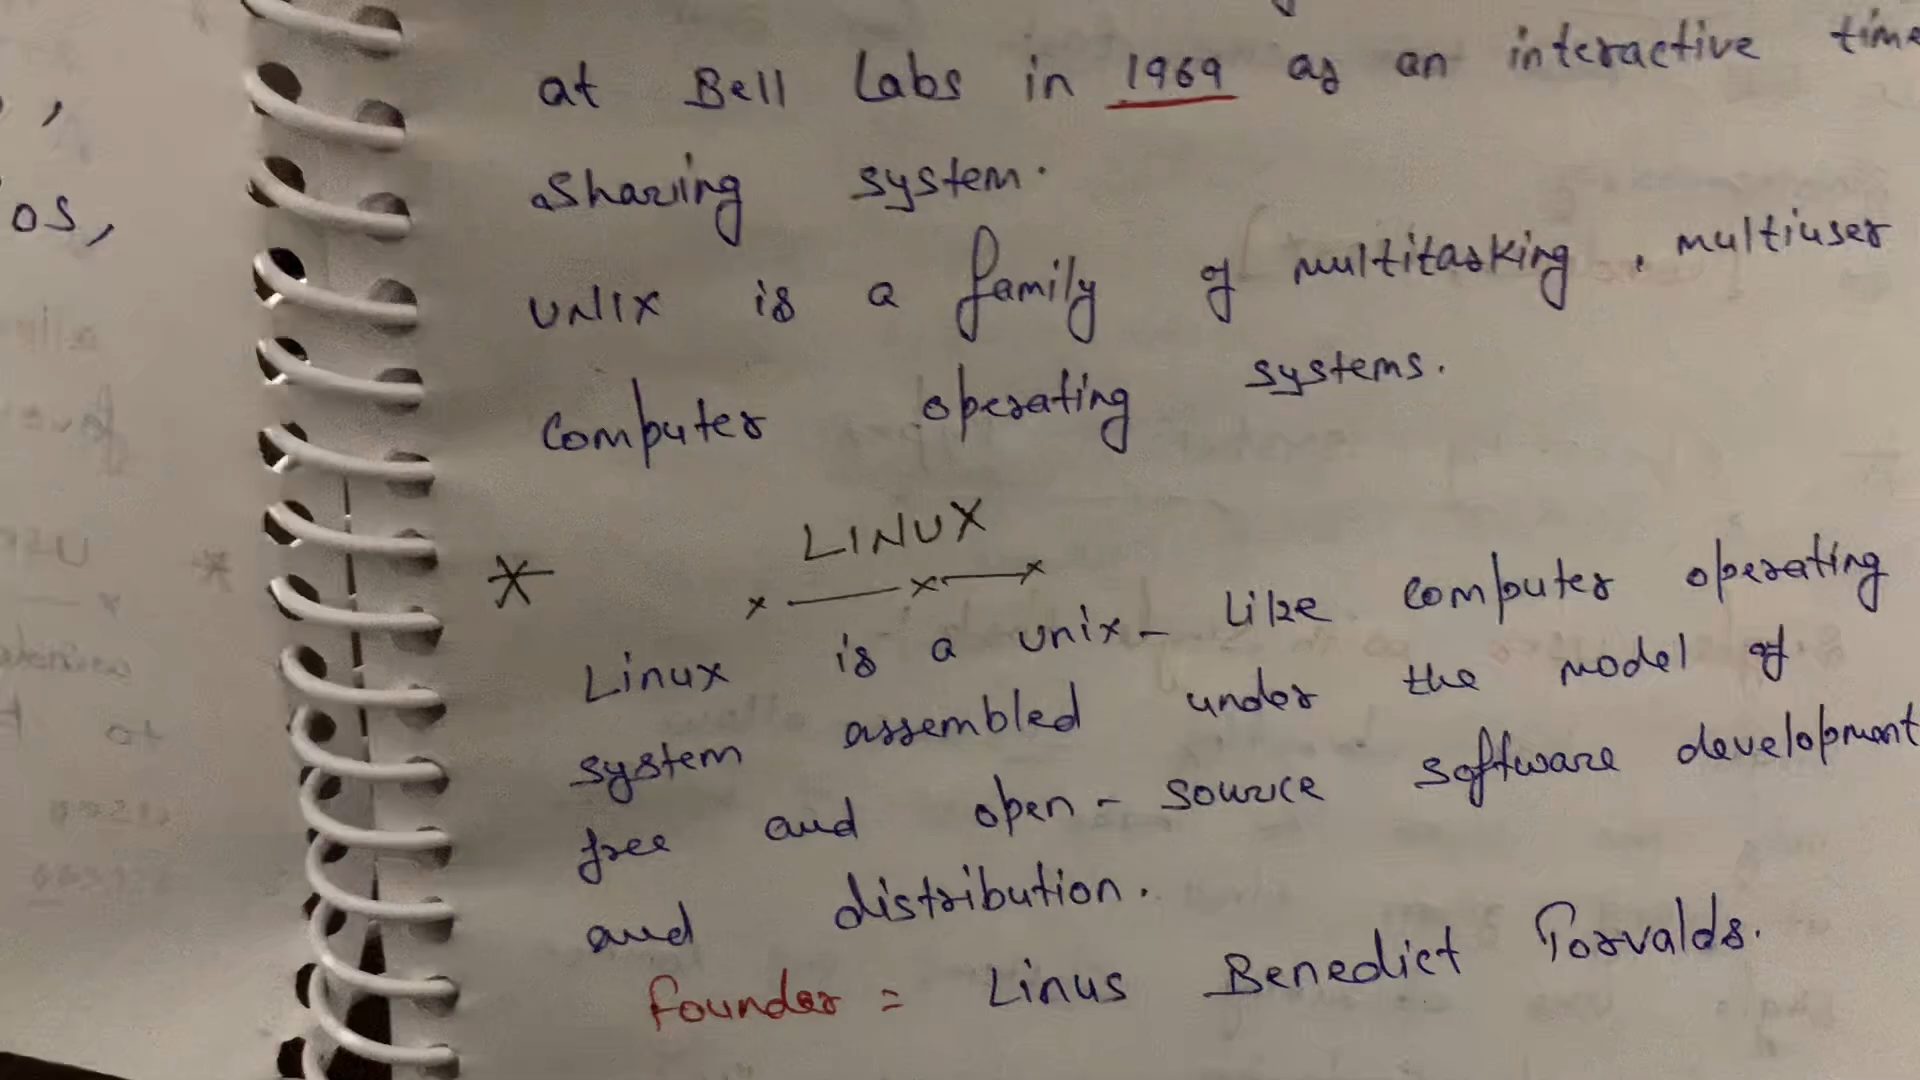 at Bell Labs in 1969 as an interactive time
sharing system.
UNIX is a family of multitasking, multiuser
computer operating systems.
* LINUX
Linux is a unix-like computer operating
system assembled under the model of
free and open-source software development
and distribution.
founder = Linus Benedict Torvalds.
OS,